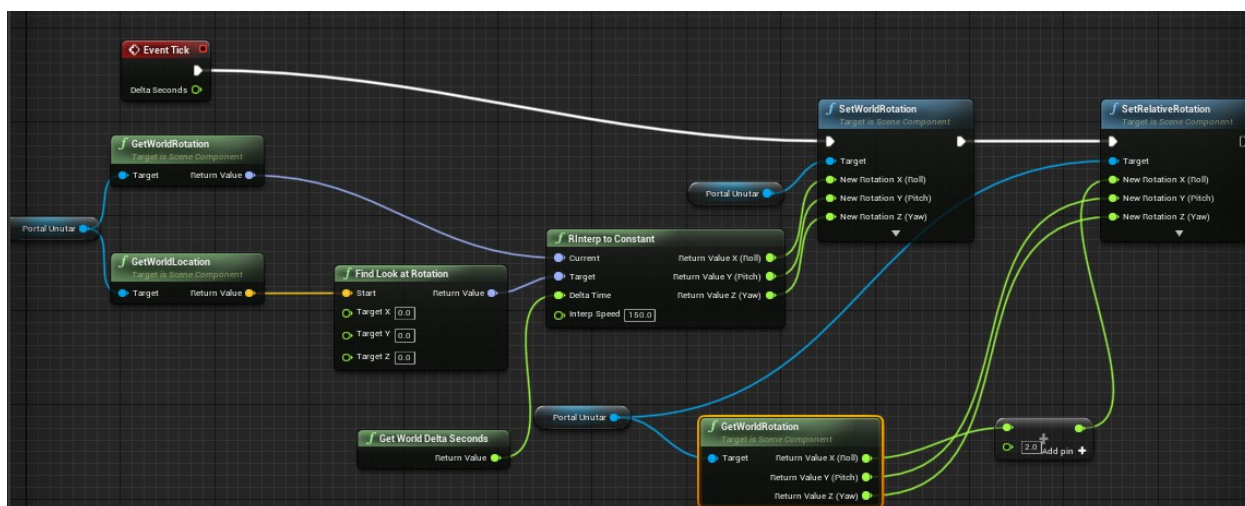 Event Tick
Delta Seconds
GetWorldRotation
Target is Scene Component
Target
Return Value
Portal Unutar
GetWorldLocation
Target is Scene Component
Target
Return Value
Find Look at Rotation
Start
Return Value
Target X 0.0
Target Y 0.0
Target Z 0.0
Get World Delta Seconds
Return Value
RInterp to Constant
Current
Return Value X (Roll)
Target
Return Value Y (Pitch)
Delta Time
Return Value Z (Yaw)
Interp Speed 150.0
Portal Unutar
SetWorldRotation
Target is Scene Component
Target
New Rotation X (Roll)
New Rotation Y (Pitch)
New Rotation Z (Yaw)
Portal Unutar
GetWorldRotation
Target is Scene Component
Target
Return Value X (Roll)
Return Value Y (Pitch)
Return Value Z (Yaw)
2.0
Add pin
SetRelativeRotation
Target is Scene Component
Target
New Rotation X (Roll)
New Rotation Y (Pitch)
New Rotation Z (Yaw)